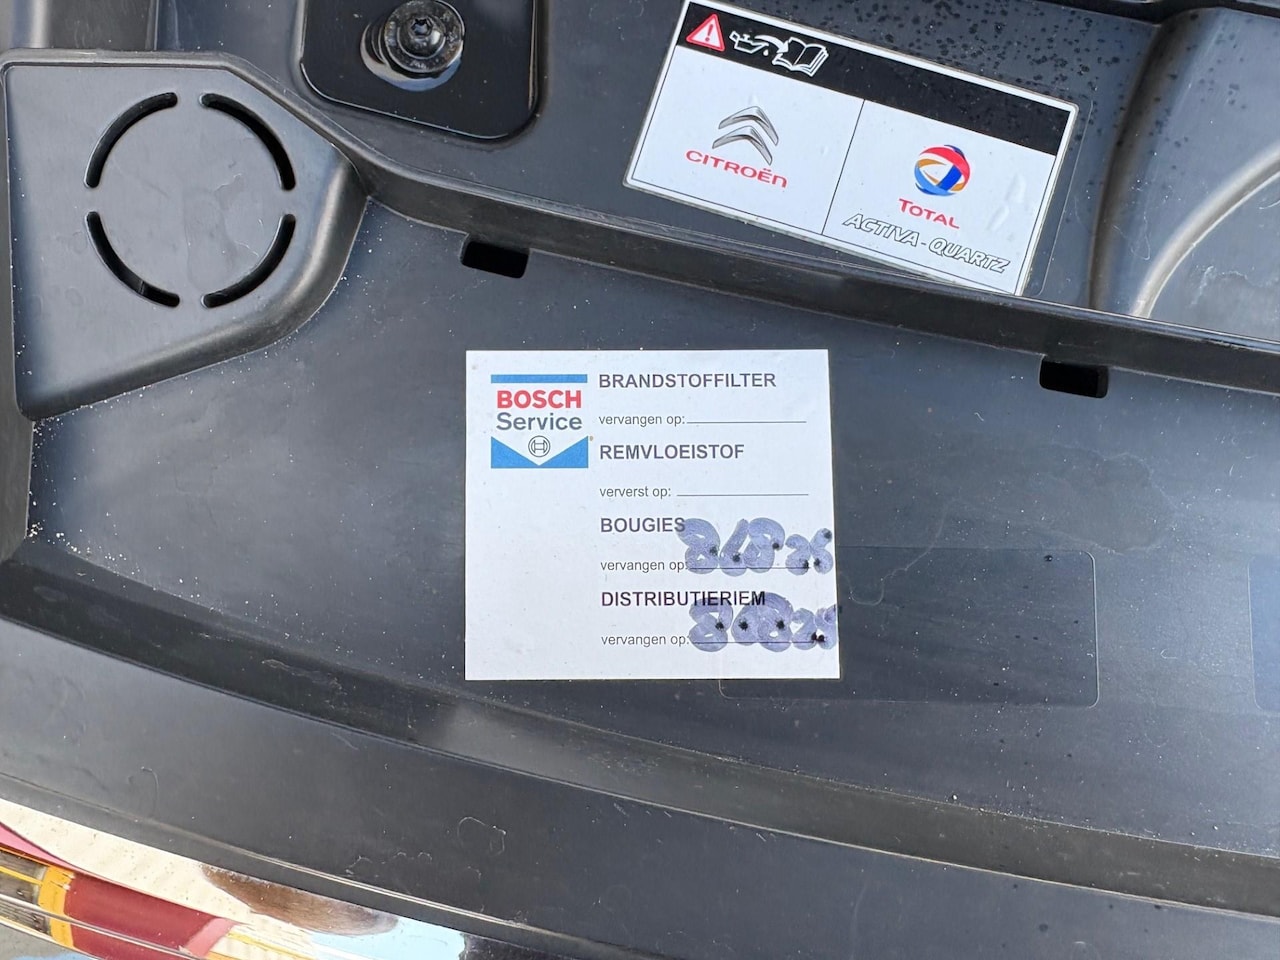 CITROËN
TOTAL
ACTIVA-QUARTZ
BOSCH
Service
BRANDSTOFFILTER
vervangen op:
REMVLOEISTOF
ververst op:
BOUGIES
vervangen op:
DISTRIBUTIERIEM
vervangen op: